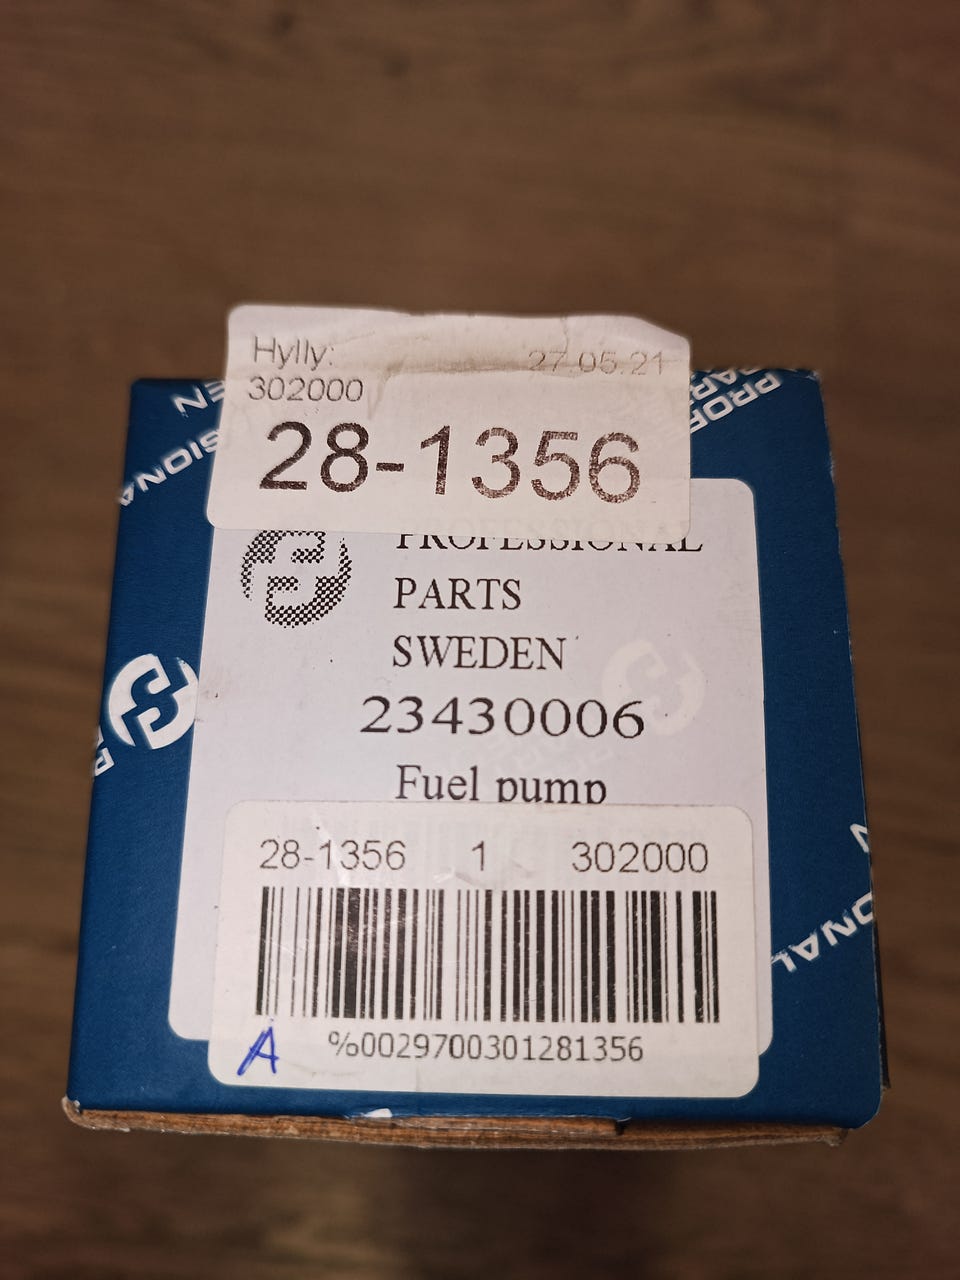 Hylly: 27.05.21
302000
28-1356
PROFESSIONAL
PARTS
SWEDEN
23430006
Fuel pump
28-1356 1 302000
A
%0029700301281356